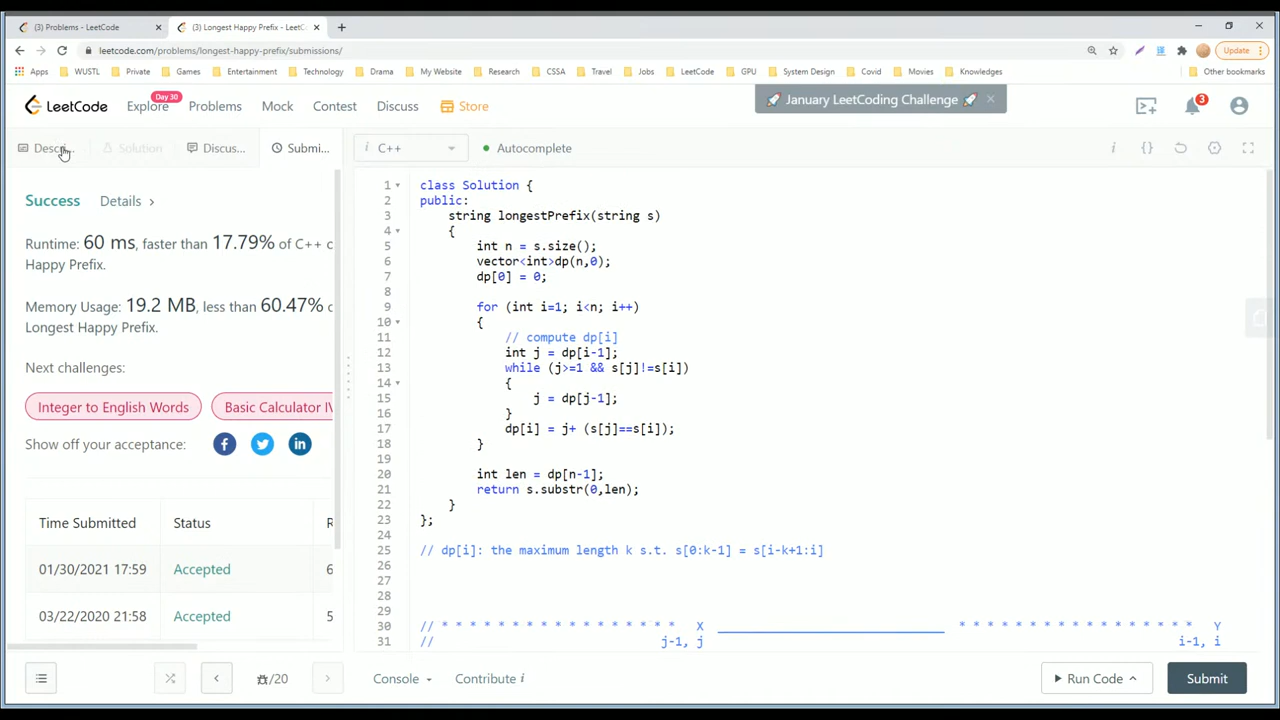 (3) Problems - LeetCode
(3) Longest Happy Prefix - LeetC
leetcode.com/problems/longest-happy-prefix/submissions/
Update
Apps WUSTL Private Games Entertainment Technology Drama My Website Research CSSA Travel Jobs LeetCode GPU System Design Covid Movies Knowledges Other bookmarks
LeetCode Explore Day 30 Problems Mock Contest Discuss Store
🚀 January LeetCoding Challenge 🚀 ×
3
Descri... Solution Discus... Submi...
i C++ Autocomplete
Success Details >
Runtime: 60 ms, faster than 17.79% of C++ o
Happy Prefix.
Memory Usage: 19.2 MB, less than 60.47% o
Longest Happy Prefix.
Next challenges:
Integer to English Words Basic Calculator IV
Show off your acceptance:
Time Submitted Status R
01/30/2021 17:59 Accepted 6
03/22/2020 21:58 Accepted 5
1 class Solution {
2 public:
3 string longestPrefix(string s)
4 {
5 int n = s.size();
6 vector<int>dp(n,0);
7 dp[0] = 0;
8
9 for (int i=1; i<n; i++)
10 {
11 // compute dp[i]
12 int j = dp[i-1];
13 while (j>=1 && s[j]!=s[i])
14 {
15 j = dp[j-1];
16 }
17 dp[i] = j+ (s[j]==s[i]);
18 }
19
20 int len = dp[n-1];
21 return s.substr(0,len);
22 }
23 };
24
25 // dp[i]: the maximum length k s.t. s[0:k-1] = s[i-k+1:i]
26
27
28
29
30 // * * * * * * * * * * * * * * * * X ________________________________ * * * * * * * * * * * * * * * * * Y
31 // j-1, j i-1, i
/20
Console Contribute i
Run Code Submit